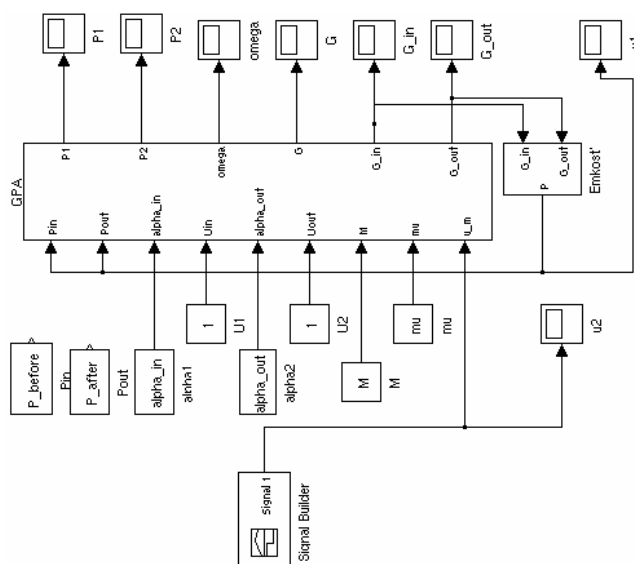 P1
P2
omega
G
G_in
G_out
GPA
P1
P2
omega
G
G_in
G_out
Pin
Pout
alpha_in
Uin
alpha_out
Uout
M
mu
u_m
G_in
G_out
P
Emkost'
P_before
Pin
P_after
Pout
alpha_in
alpha1
1
U1
alpha_out
alpha2
1
U2
M
M
mu
mu
u2
Signal 1
Signal Builder